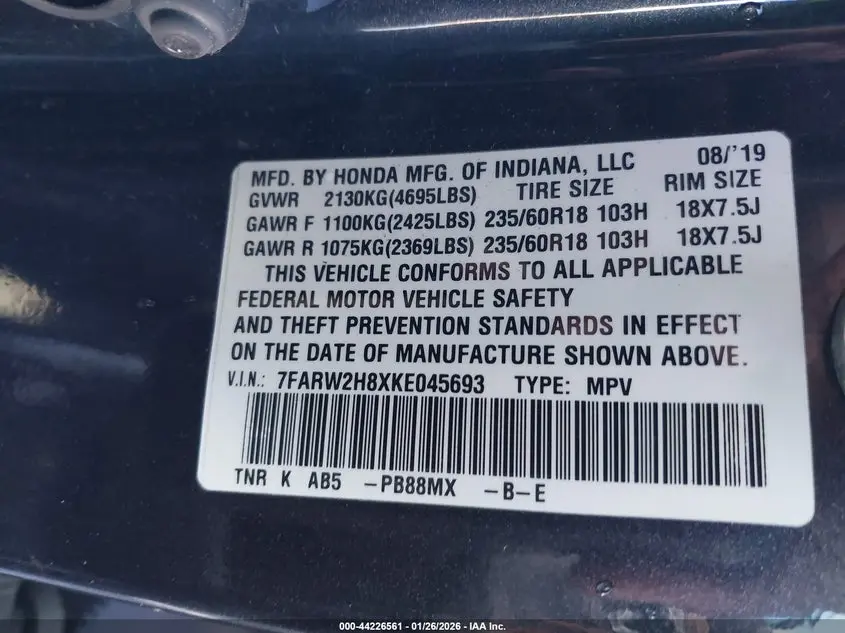 MFD. BY HONDA MFG. OF INDIANA, LLC 08/'19
GVWR 2130KG(4695LBS) TIRE SIZE RIM SIZE
GAWR F 1100KG(2425LBS) 235/60R18 103H 18X7.5J
GAWR R 1075KG(2369LBS) 235/60R18 103H 18X7.5J
THIS VEHICLE CONFORMS TO ALL APPLICABLE
FEDERAL MOTOR VEHICLE SAFETY
AND THEFT PREVENTION STANDARDS IN EFFECT
ON THE DATE OF MANUFACTURE SHOWN ABOVE.
V.I.N.: 7FARW2H8XKE045693 TYPE: MPV
TNR K AB5 -PB88MX -B-E
000-44226561 - 01/26/2026 - IAA Inc.